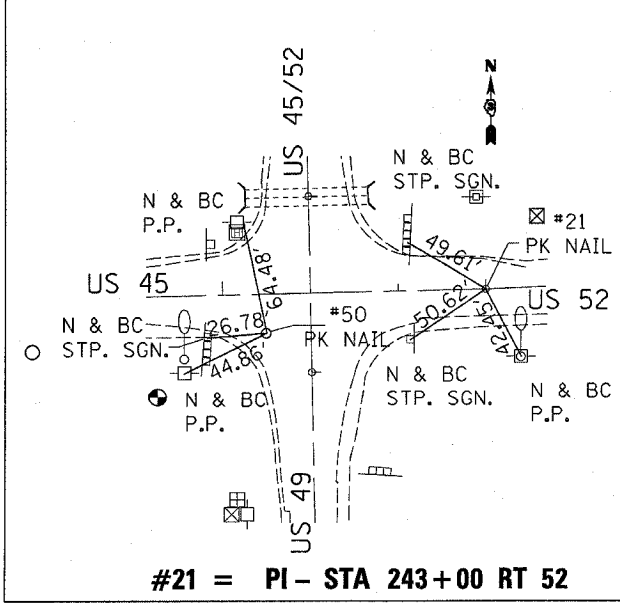 US 45/52
N
N & BC
STP. SGN.
N & BC
P.P.
#21
PK NAIL
49.61'
64.48'
US 45
50.62'
US 52
42.45'
N & BC
STP. SGN.
26.78'
#50
PK NAIL
44.86'
N & BC
STP. SGN.
N & BC
P.P.
N & BC
P.P.
US 49
#21 = PI - STA 243+00 RT 52